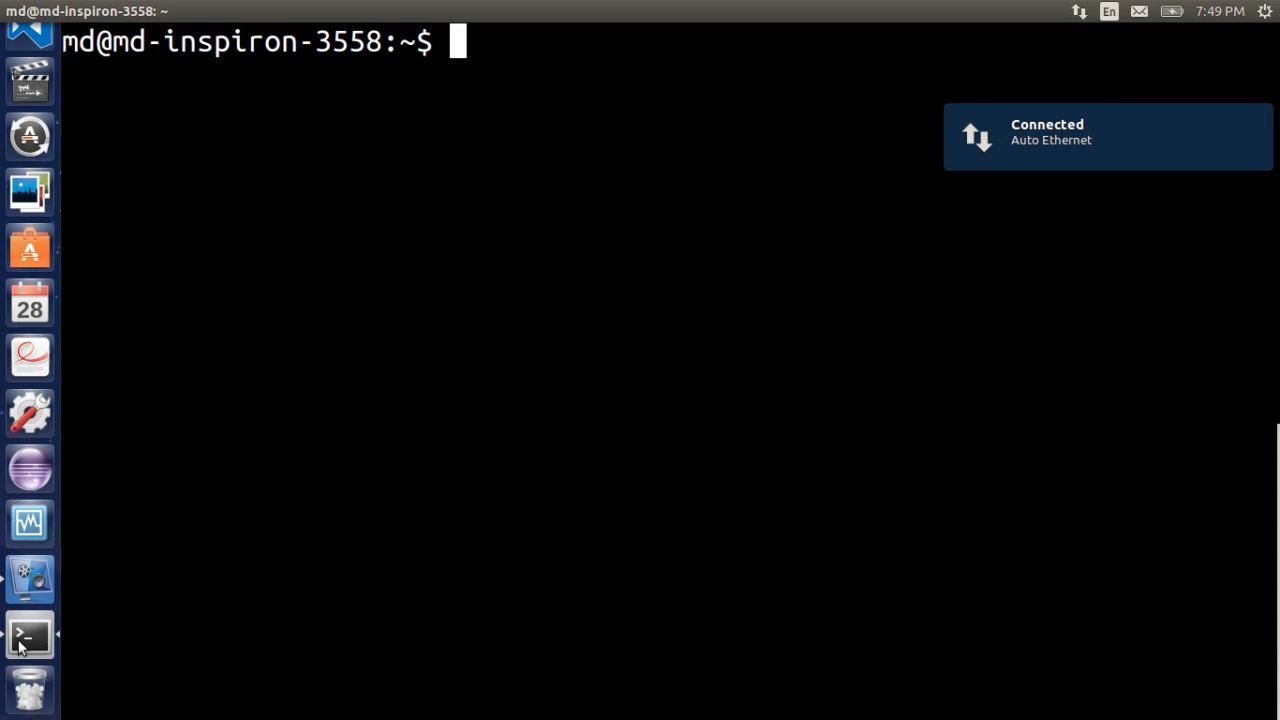 md@md-inspiron-3558: ~
En
7:49 PM
md@md-inspiron-3558:~$
Connected
Auto Ethernet
28
>_